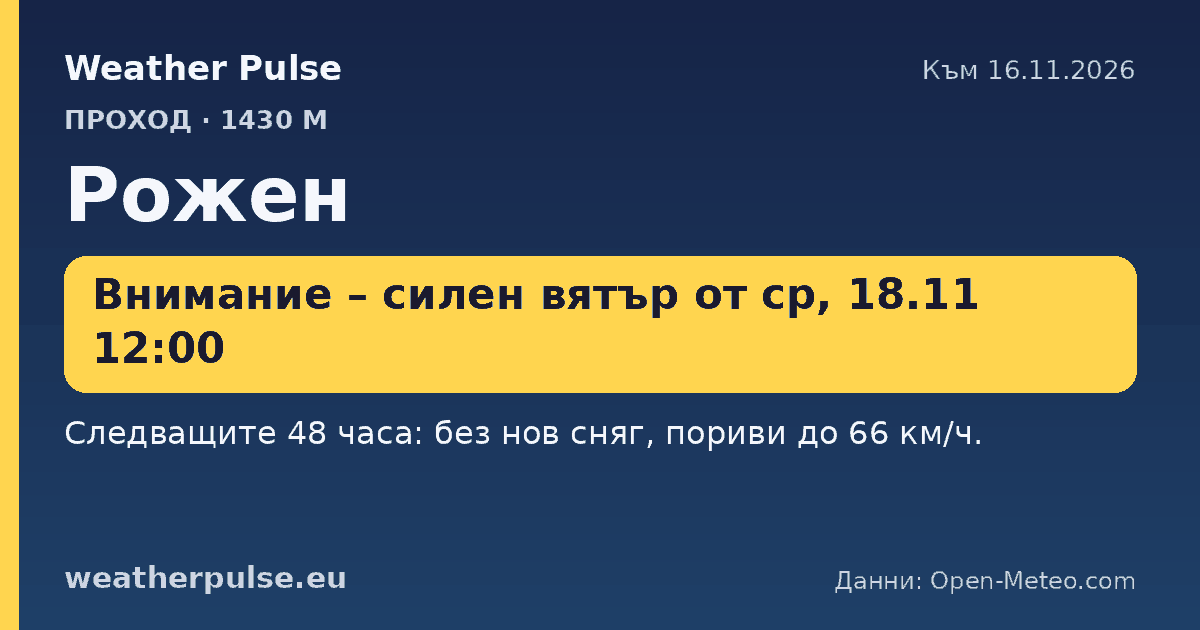 Weather Pulse
Към 16.11.2026
ПРОХОД · 1430 М
Рожен
Внимание – силен вятър от ср, 18.11
12:00
Следващите 48 часа: без нов сняг, пориви до 66 км/ч.
weatherpulse.eu
Данни: Open-Meteo.com